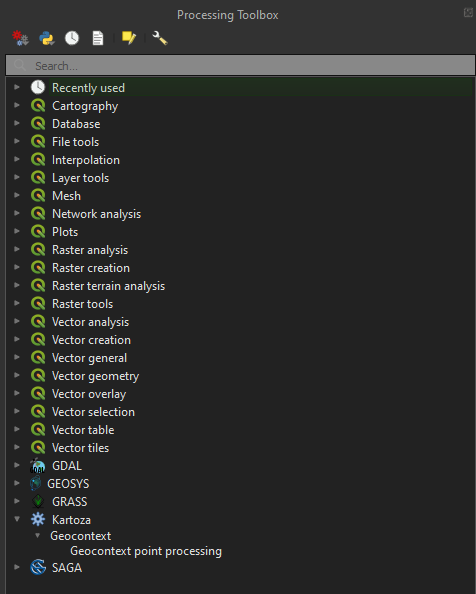 Processing Toolbox
Search...
Recently used
Cartography
Database
File tools
Interpolation
Layer tools
Mesh
Network analysis
Plots
Raster analysis
Raster creation
Raster terrain analysis
Raster tools
Vector analysis
Vector creation
Vector general
Vector geometry
Vector overlay
Vector selection
Vector table
Vector tiles
GDAL
GEOSYS
GRASS
Kartoza
Geocontext
Geocontext point processing
SAGA